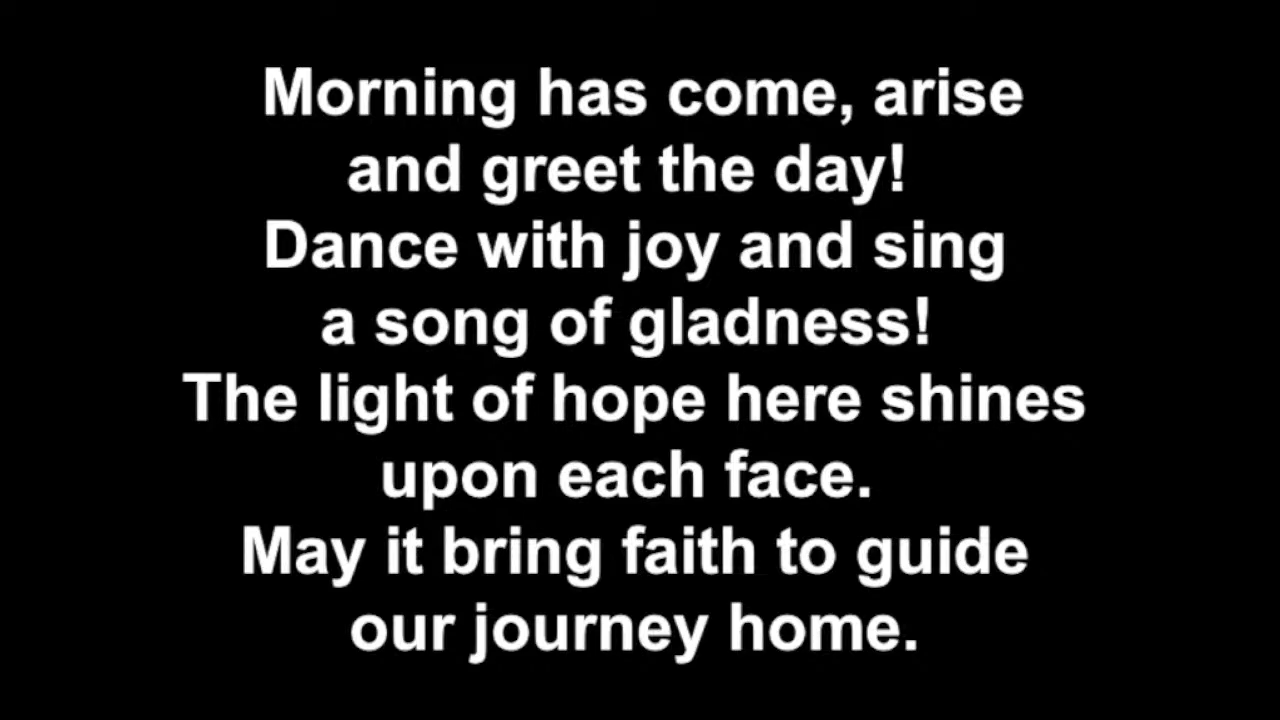 Morning has come, arise
and greet the day!
Dance with joy and sing
a song of gladness!
The light of hope here shines
upon each face.
May it bring faith to guide
our journey home.